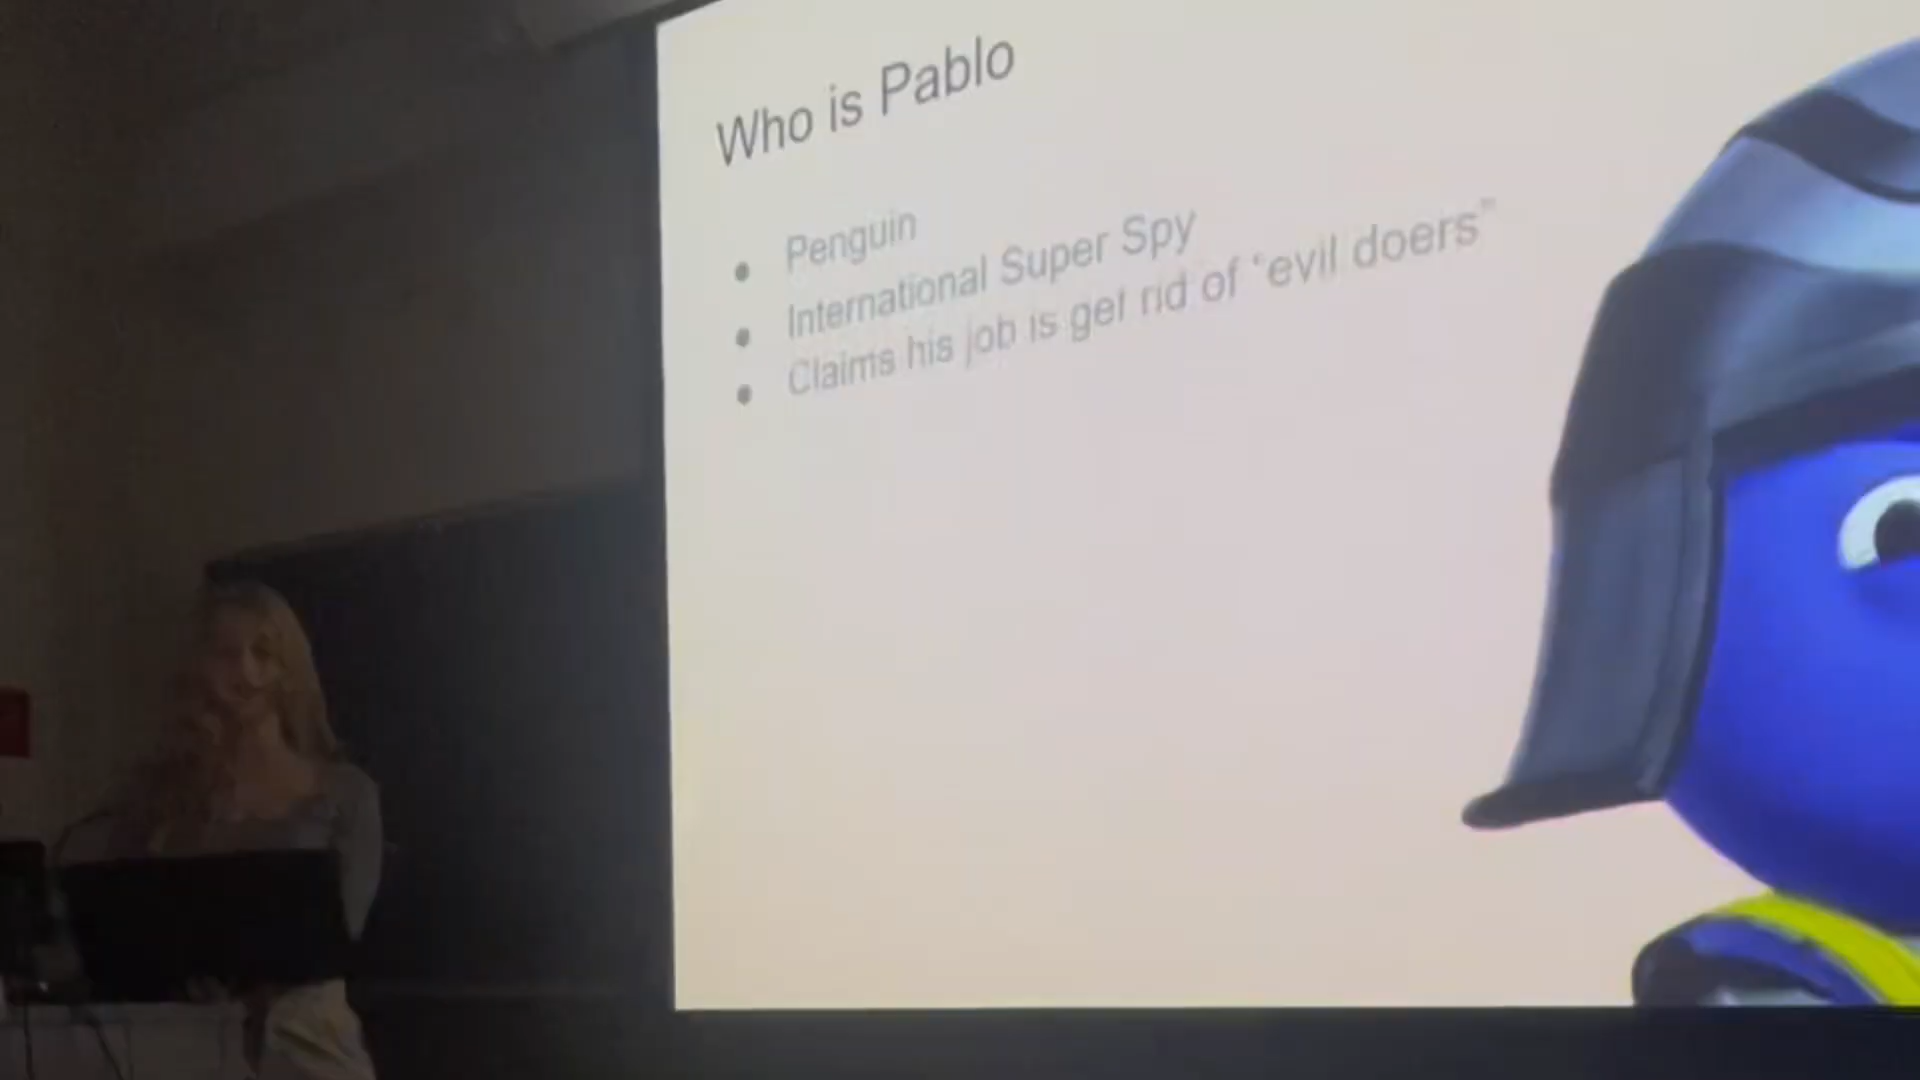 Who is Pablo
Penguin
International Super Spy
Claims his job is get rid of "evil doers"